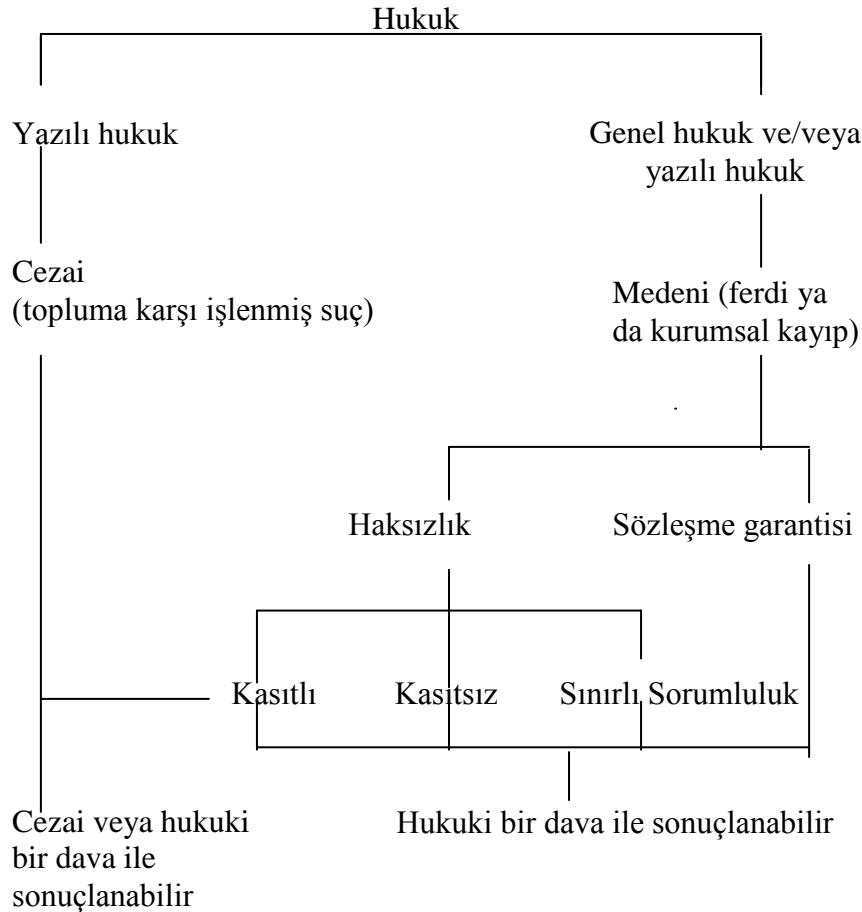 Hukuk
Yazılı hukuk
Genel hukuk ve/veya
yazılı hukuk
Cezai
(topluma karşı işlenmiş suç)
Medeni (ferdi ya
da kurumsal kayıp)
Haksızlık
Sözleşme garantisi
Kasıtlı
Kasıtsız
Sınırlı Sorumluluk
Cezai veya hukuki
bir dava ile
sonuçlanabilir
Hukuki bir dava ile sonuçlanabilir